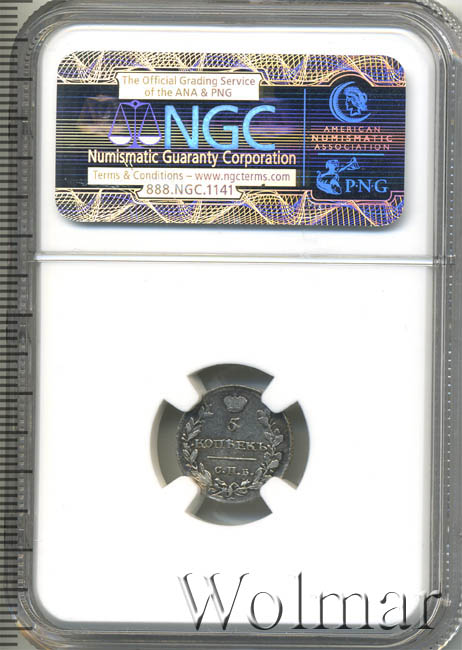 The Official Grading Service
of the ANA & PNG
NGC
Numismatic Guaranty Corporation
Terms & Conditions – www.ngcterms.com
888.NGC.1141
AMERICAN
NUMISMATIC
ASSOCIATION
P·N·G
5
КОПѢЕКЪ
С.П.Б.
Wolmar